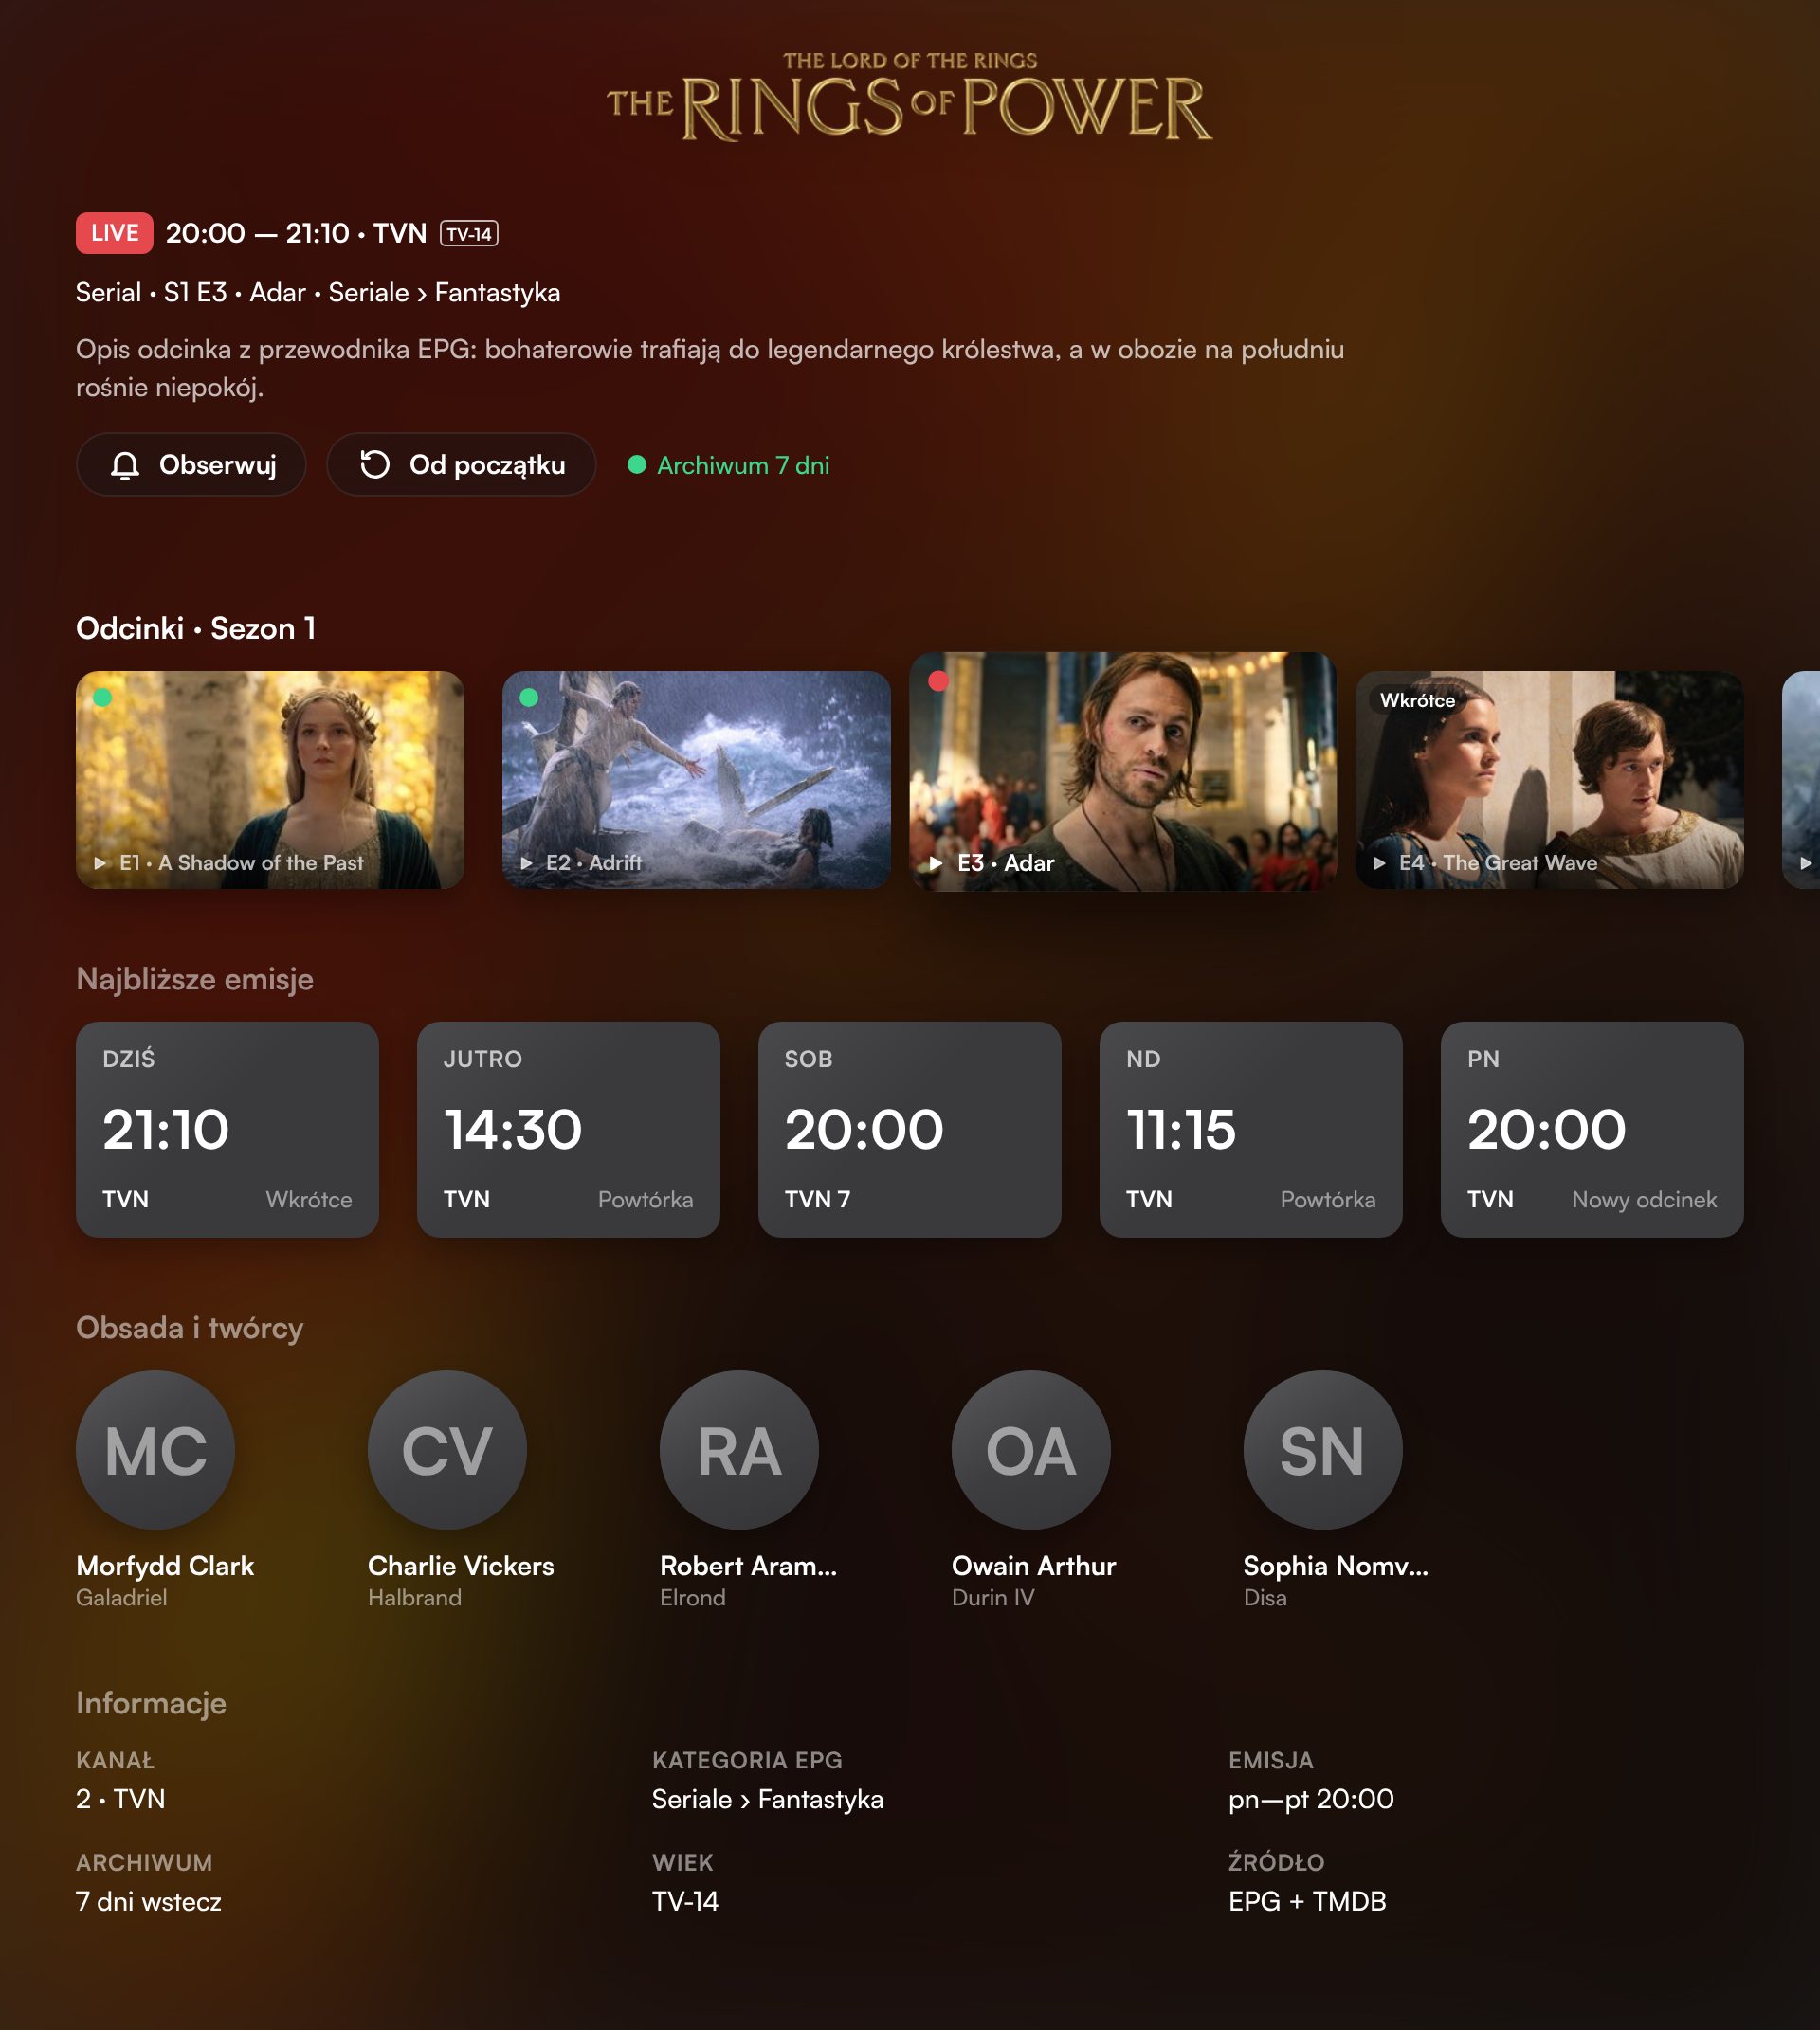 THE LORD OF THE RINGS
THE RINGS OF POWER
LIVE 20:00 — 21:10 · TVN TV-14
Serial · S1 E3 · Adar · Seriale › Fantastyka
Opis odcinka z przewodnika EPG: bohaterowie trafiają do legendarnego królestwa, a w obozie na południu
rośnie niepokój.
Obserwuj Od początku Archiwum 7 dni
Odcinki · Sezon 1
Wkrótce
E1 · A Shadow of the Past E2 · Adrift E3 · Adar E4 · The Great Wave
Najbliższe emisje
DZIŚ JUTRO SOB ND PN
21:10 14:30 20:00 11:15 20:00
TVN Wkrótce TVN Powtórka TVN 7 TVN Powtórka TVN Nowy odcinek
Obsada i twórcy
MC CV RA OA SN
Morfydd Clark Charlie Vickers Robert Aram... Owain Arthur Sophia Nomv...
Galadriel Halbrand Elrond Durin IV Disa
Informacje
KANAŁ KATEGORIA EPG EMISJA
2 · TVN Seriale › Fantastyka pn—pt 20:00
ARCHIWUM WIEK ŹRÓDŁO
7 dni wstecz TV-14 EPG + TMDB